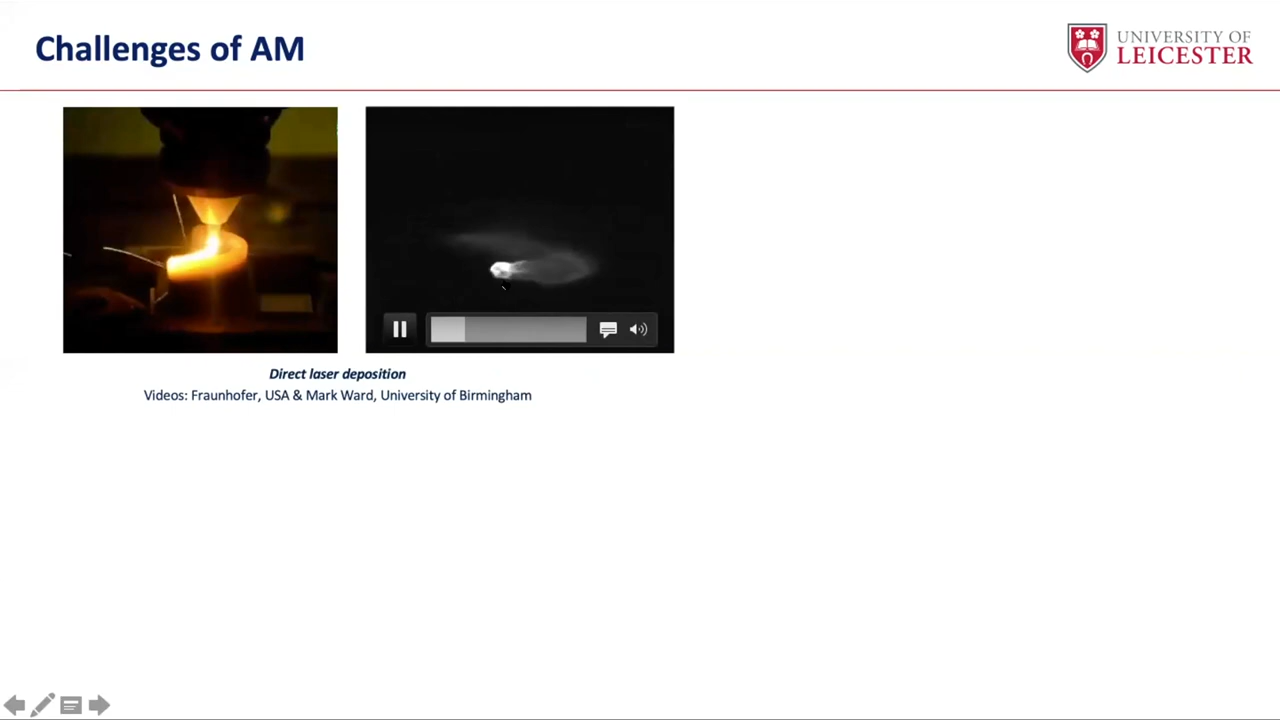 Challenges of AM
UNIVERSITY OF
LEICESTER
Direct laser deposition
Videos: Fraunhofer, USA & Mark Ward, University of Birmingham